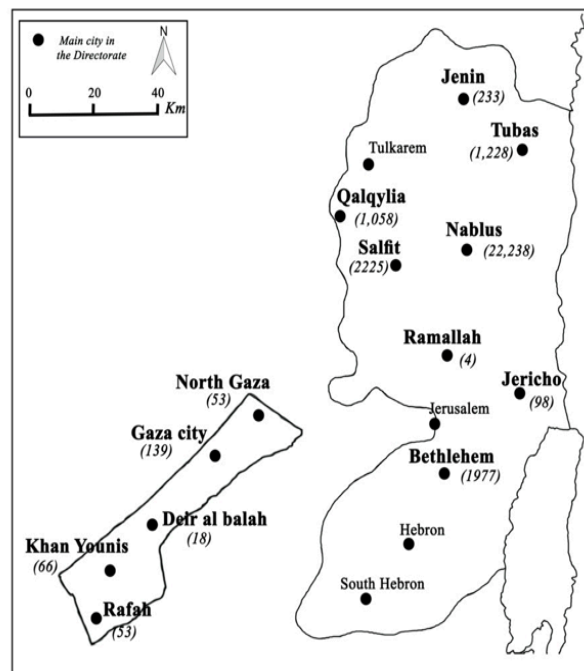 Main city in
the Directorate
N
0 20 40
Km
Jenin
(233)
Tubas
(1,228)
Tulkarem
Qalqylia
(1,058)
Nablus
(22,238)
Salfit
(2225)
Ramallah
(4)
Jericho
(98)
Jerusalem
Bethlehem
(1977)
Hebron
South Hebron
North Gaza
(53)
Gaza city
(139)
Deir al balah
(18)
Khan Younis
(66)
Rafah
(53)